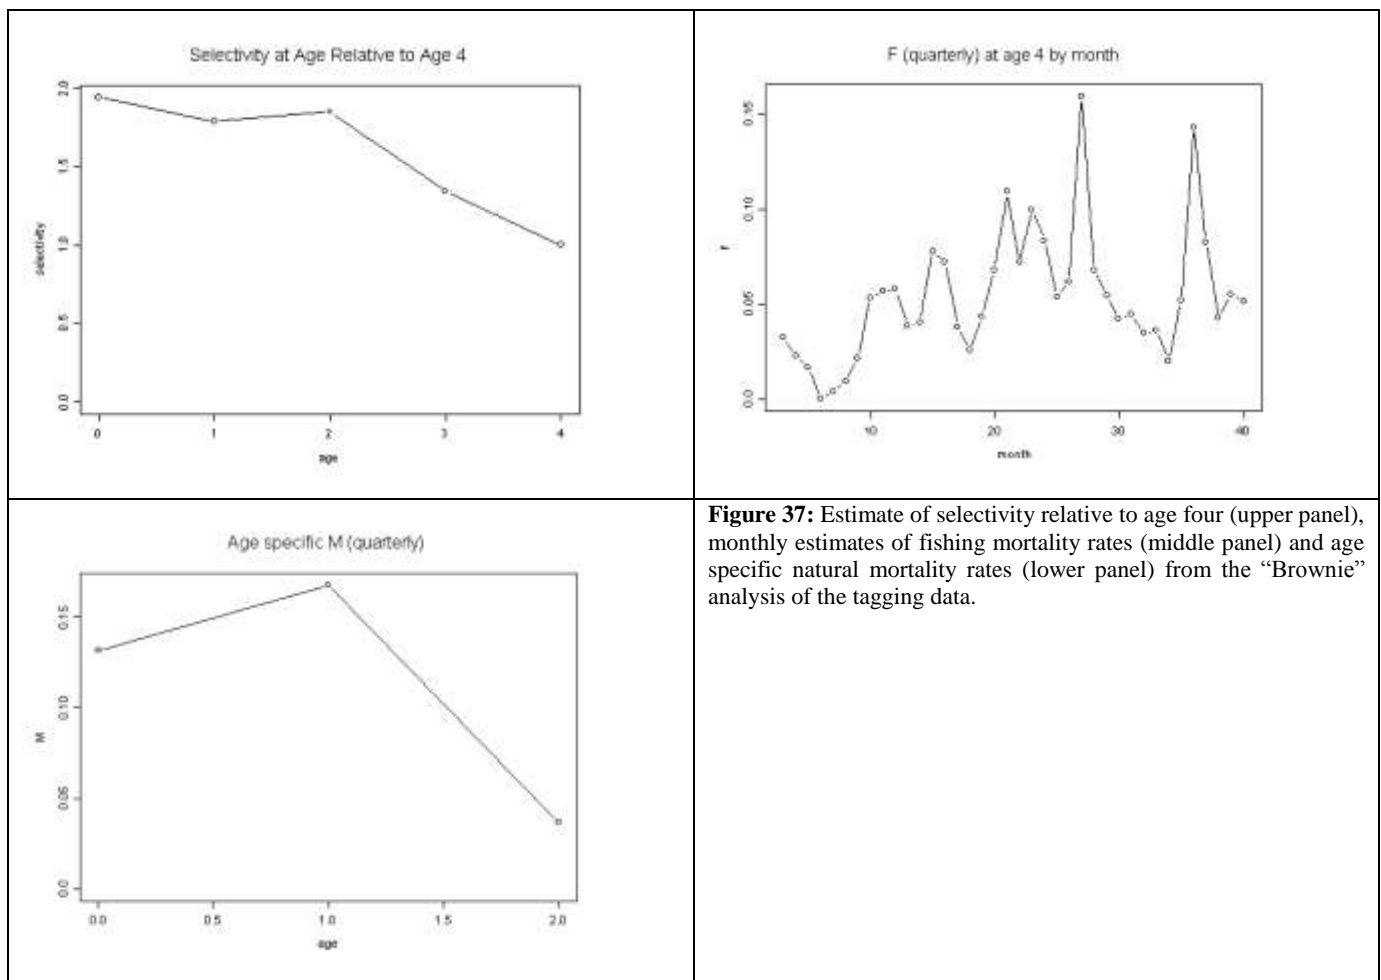 Selectivity at Age Relative to Age 4
2.0
1.5
1.0
0.5
0.0
selectivity
0 1 2 3 4
age
F (quarterly) at age 4 by month
0.15
0.10
0.05
0.0
F
10 20 30 40
month
Age specific M (quarterly)
0.15
0.10
0.05
0.0
M
0.0 0.5 1.0 1.5 2.0
age
Figure 37: Estimate of selectivity relative to age four (upper panel),
monthly estimates of fishing mortality rates (middle panel) and age
specific natural mortality rates (lower panel) from the “Brownie”
analysis of the tagging data.